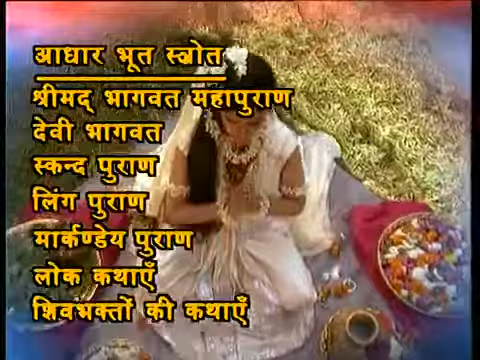 आधार भूत स्त्रोत
श्रीमद् भागवत महापुराण
देवी भागवत
स्कन्द पुराण
लिंग पुराण
मार्कण्डेय पुराण
लोक कथाएँ
शिवभक्तों की कथाएँ